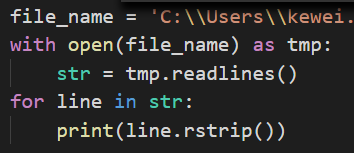 file_name = 'C:\\Users\\kewei.
with open(file_name) as tmp:
    str = tmp.readlines()
for line in str:
    print(line.rstrip())